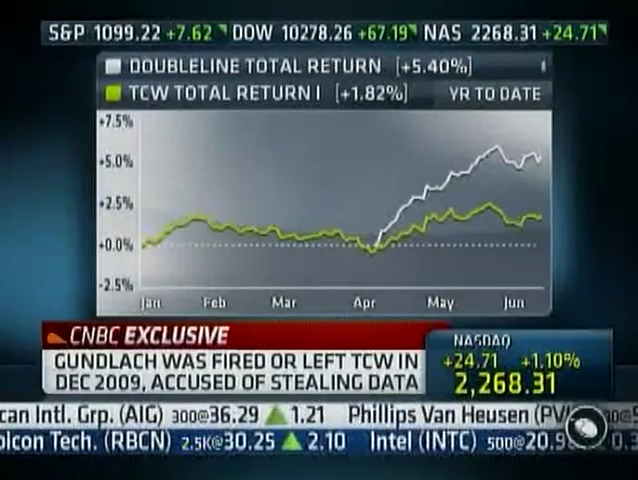 S&P 1099.22 +7.62 DOW 10278.26 +67.19 NAS 2268.31 +24.71
DOUBLELINE TOTAL RETURN [+5.40%]
TCW TOTAL RETURN I [+1.82%] YR TO DATE
+7.5%
+5.0%
+2.5%
+0.0%
-2.5%
Jan Feb Mar Apr May Jun
CNBC EXCLUSIVE
GUNDLACH WAS FIRED OR LEFT TCW IN
DEC 2009, ACCUSED OF STEALING DATA
NASDAQ
+24.71 +1.10%
2,268.31
can Intl. Grp. (AIG) 300@36.29 1.21 Phillips Van Heusen (PV
bicon Tech. (RBCN) 2.5K@30.25 2.10 Intel (INTC) 500@20.9